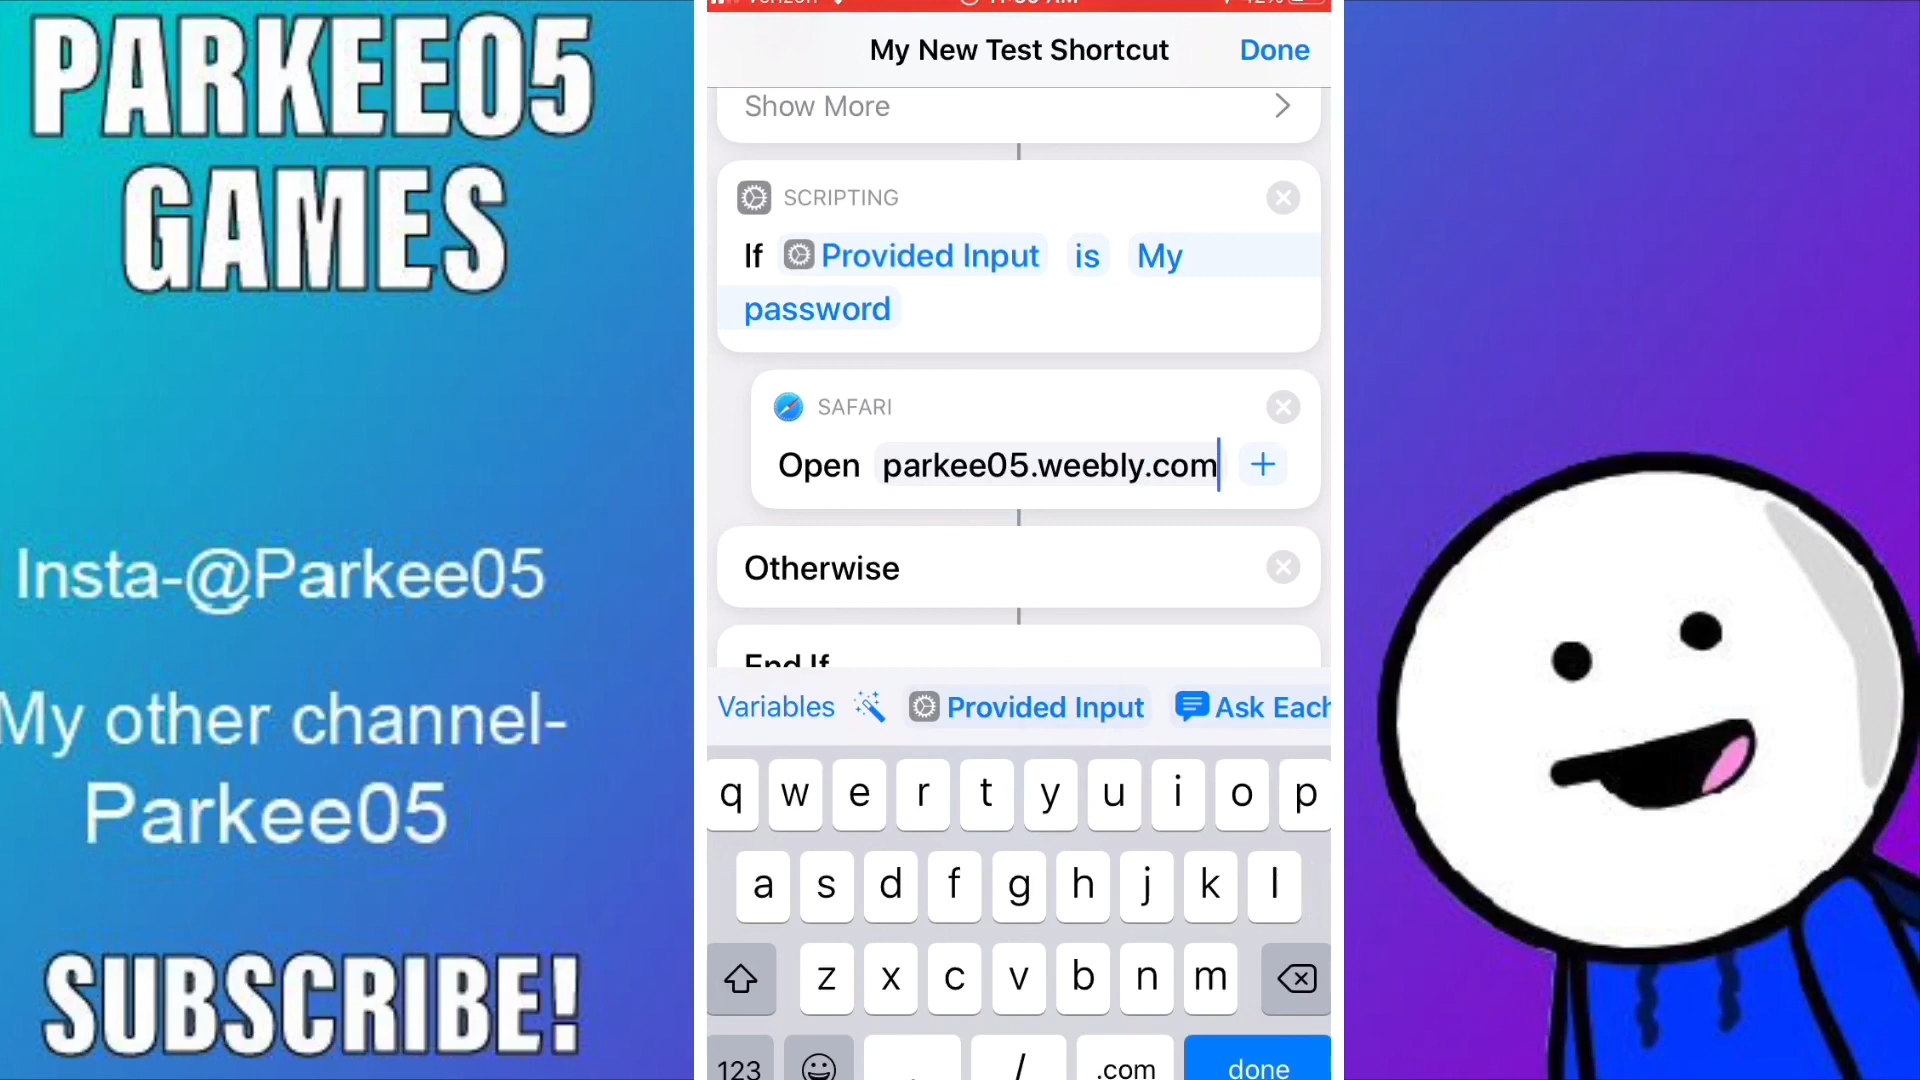 PARKEE05
GAMES
Insta-@Parkee05
My other channel-
Parkee05
SUBSCRIBE!
My New Test Shortcut
Done
Show More
SCRIPTING
If Provided Input is My
password
SAFARI
Open parkee05.weebly.com
Otherwise
End If
Variables Provided Input Ask Each
q w e r t y u i o p
a s d f g h j k l
z x c v b n m
123 . / .com done